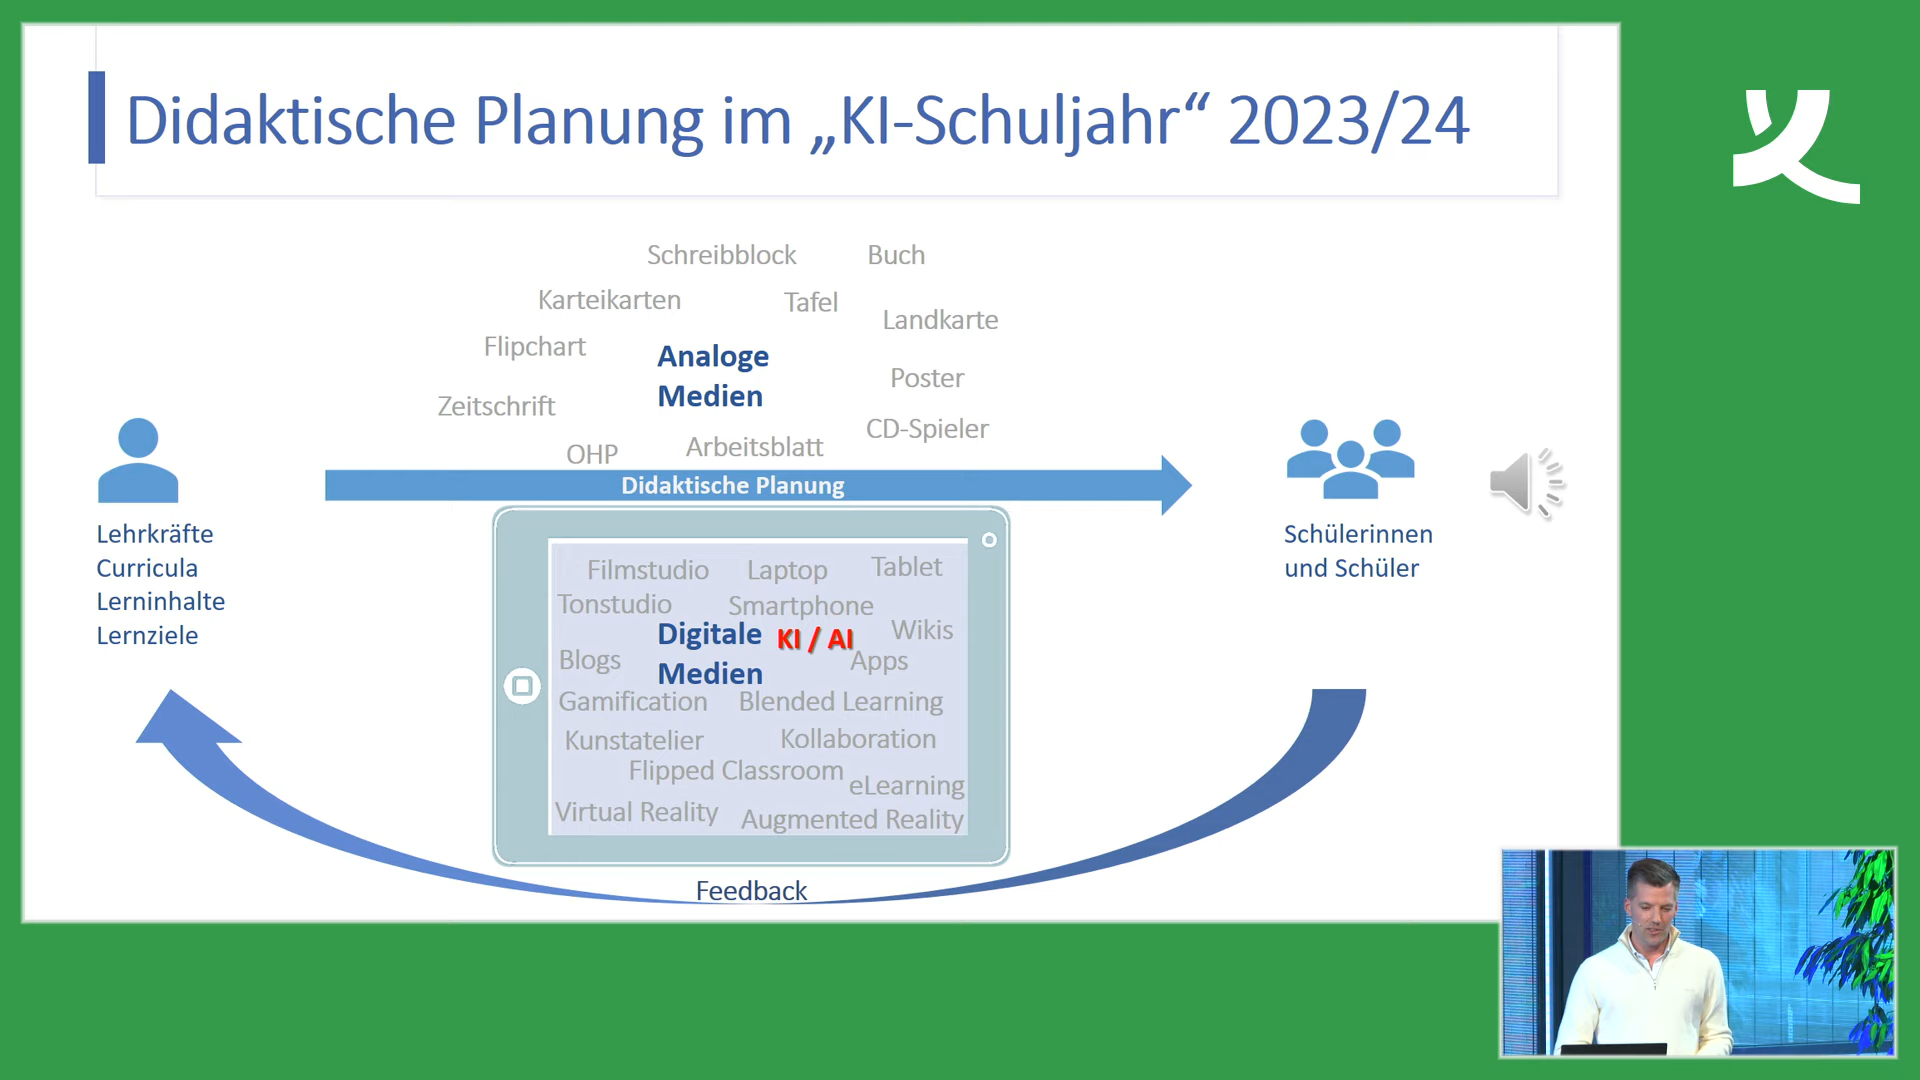 Didaktische Planung im „KI-Schuljahr“ 2023/24
Schreibblock
Buch
Karteikarten
Tafel
Landkarte
Flipchart
Analoge
Medien
Poster
Zeitschrift
CD-Spieler
OHP
Arbeitsblatt
Didaktische Planung
Lehrkräfte
Curricula
Lerninhalte
Lernziele
Schülerinnen
und Schüler
Filmstudio
Laptop
Tablet
Tonstudio
Smartphone
Digitale
Medien
KI / AI
Wikis
Blogs
Apps
Gamification
Blended Learning
Kunstatelier
Kollaboration
Flipped Classroom
eLearning
Virtual Reality
Augmented Reality
Feedback